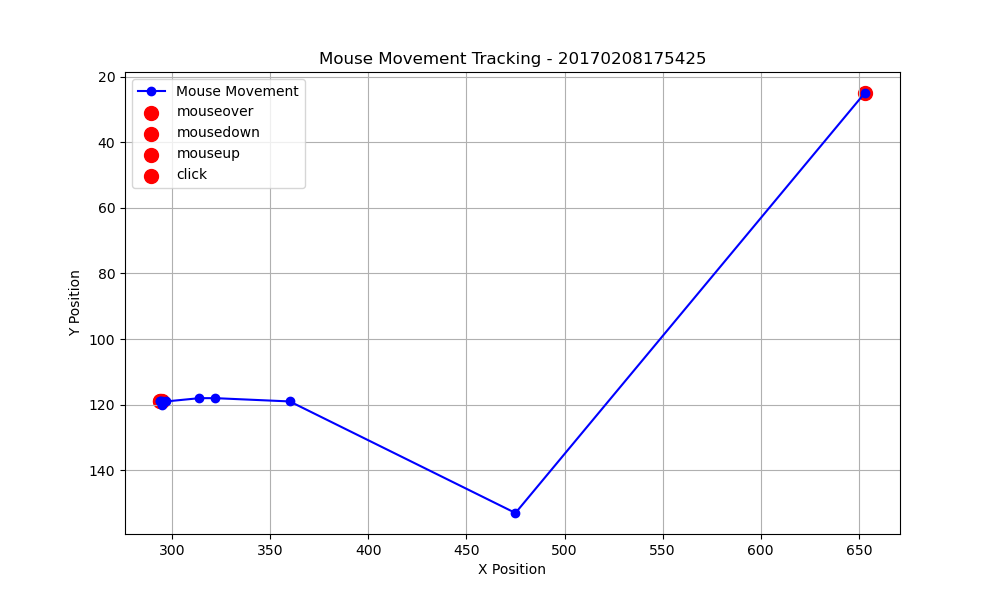 Mouse Movement Tracking - 20170208175425
Mouse Movement
mouseover
mousedown
mouseup
click
20
40
60
80
100
120
140
Y Position
300 350 400 450 500 550 600 650
X Position